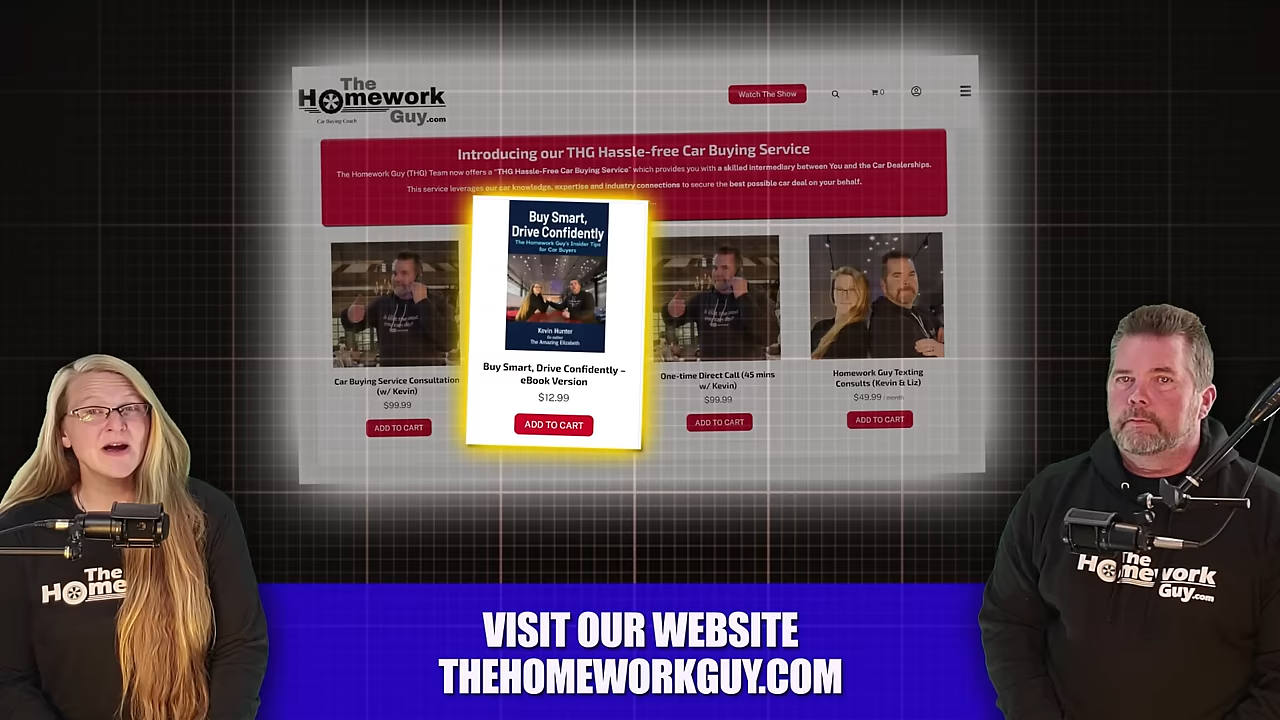 The
Homework
Guy.com
Car Buying Coach
Watch The Show
0
Introducing our THG Hassle-free Car Buying Service
The Homework Guy (THG) Team now offers a "THG Hassle-Free Car Buying Service" which provides you with a skilled intermediary between You and the Car Dealerships.
This service leverages our car knowledge, expertise and industry connections to secure the best possible car deal on your behalf.
Buy Smart,
Drive Confidently
The Homework Guy's Insider Tips
for Car Buyers
Kevin Hunter
Co-author
The Amazing Elizabeth
Car Buying Service Consultation
(w/ Kevin)
$99.99
ADD TO CART
Buy Smart, Drive Confidently –
eBook Version
$12.99
ADD TO CART
One-time Direct Call (45 mins
w/ Kevin)
$99.99
ADD TO CART
Homework Guy Texting
Consults (Kevin & Liz)
$49.99 / month
ADD TO CART
The
Home
The
Homework
Guy.com
VISIT OUR WEBSITE
THEHOMEWORKGUY.COM